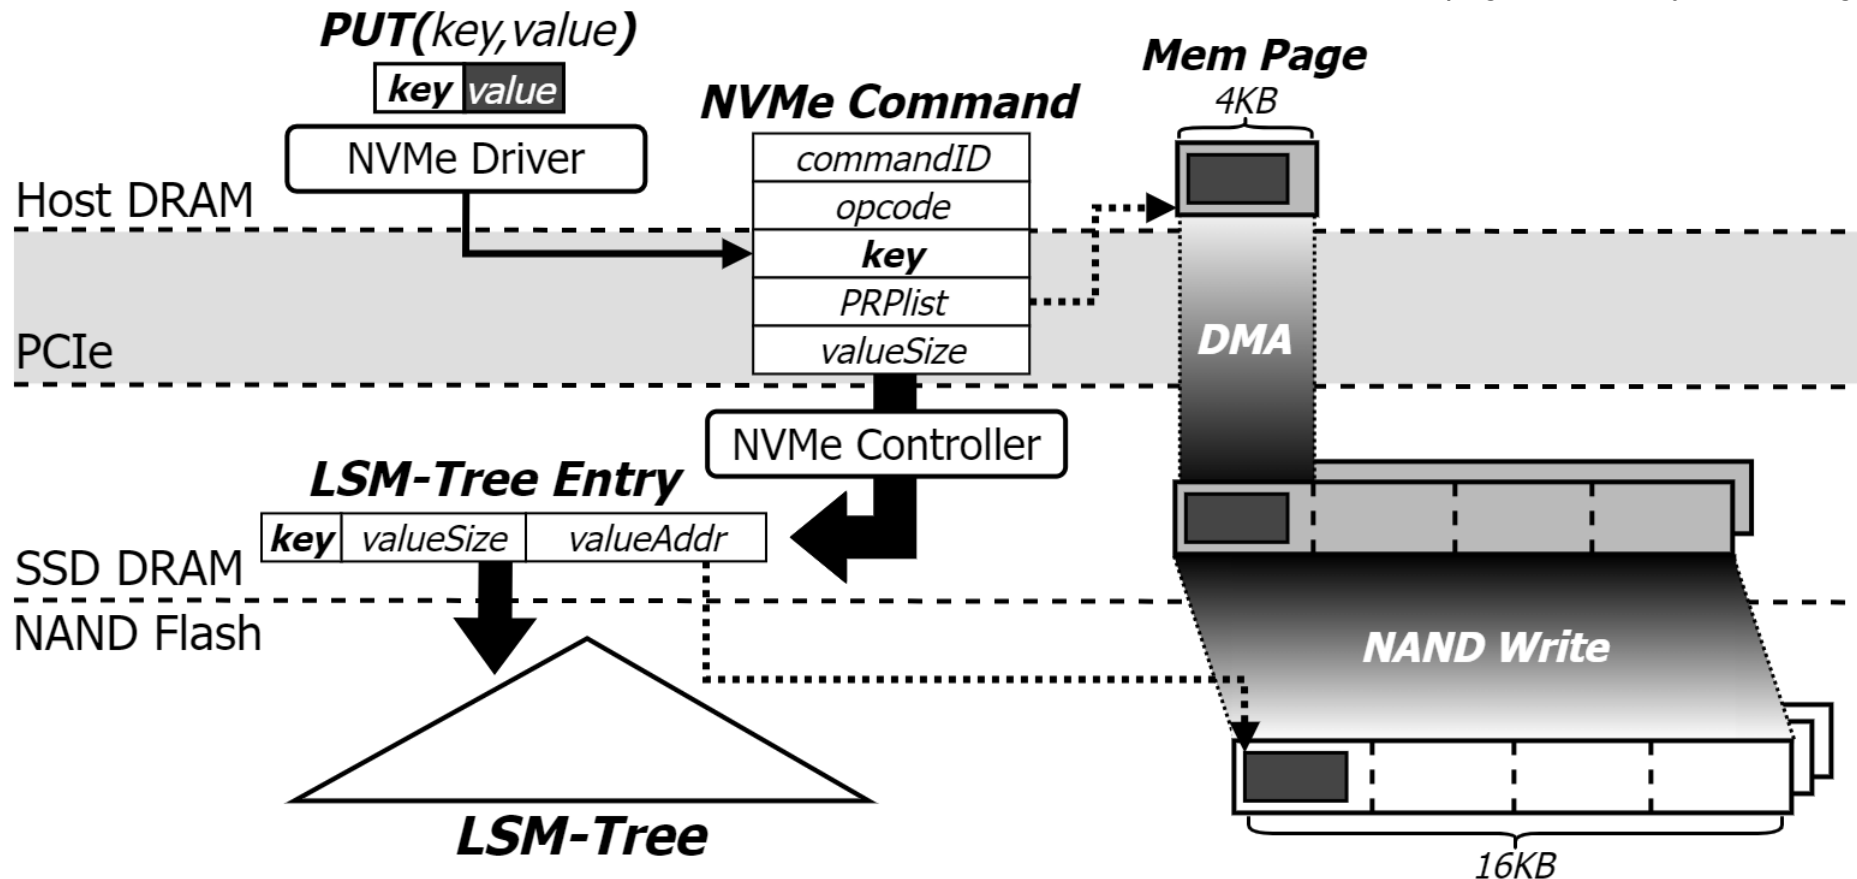 PUT(key,value)
key value
NVMe Driver
Host DRAM
PCIe
NVMe Command
commandID
opcode
key
PRPlist
valueSize
Mem Page
4KB
DMA
NVMe Controller
LSM-Tree Entry
key valueSize valueAddr
SSD DRAM
NAND Flash
NAND Write
LSM-Tree
16KB